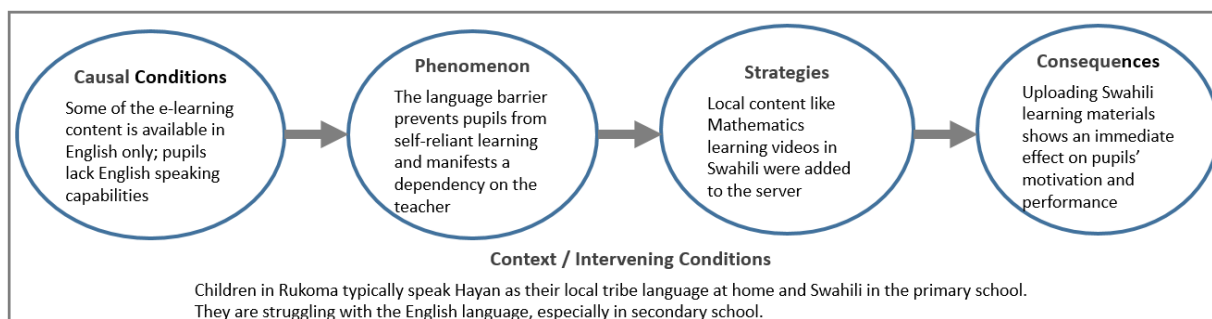 Causal Conditions
Some of the e-learning
content is available in
English only; pupils
lack English speaking
capabilities
Phenomenon
The language barrier
prevents pupils from
self-reliant learning
and manifests a
dependency on the
teacher
Strategies
Local content like
Mathematics
learning videos in
Swahili were added
to the server
Consequences
Uploading Swahili
learning materials
shows an immediate
effect on pupils'
motivation and
performance
Context / Intervening Conditions
Children in Rukoma typically speak Hayan as their local tribe language at home and Swahili in the primary school.
They are struggling with the English language, especially in secondary school.